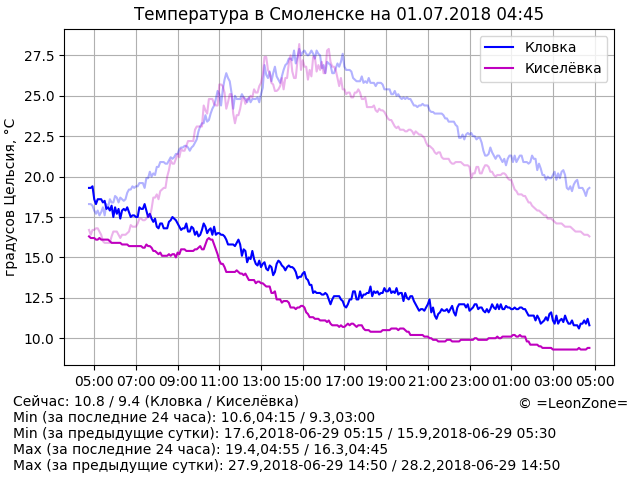 Температура в Смоленске на 01.07.2018 04:45
градусов Цельсия, °C
27.5
25.0
22.5
20.0
17.5
15.0
12.5
10.0
Кловка
Киселёвка
05:00 07:00 09:00 11:00 13:00 15:00 17:00 19:00 21:00 23:00 01:00 03:00 05:00
Сейчас: 10.8 / 9.4 (Кловка / Киселёвка)
© =LeonZone=
Min (за последние 24 часа): 10.6,04:15 / 9.3,03:00
Min (за предыдущие сутки): 17.6,2018-06-29 05:15 / 15.9,2018-06-29 05:30
Max (за последние 24 часа): 19.4,04:55 / 16.3,04:45
Max (за предыдущие сутки): 27.9,2018-06-29 14:50 / 28.2,2018-06-29 14:50